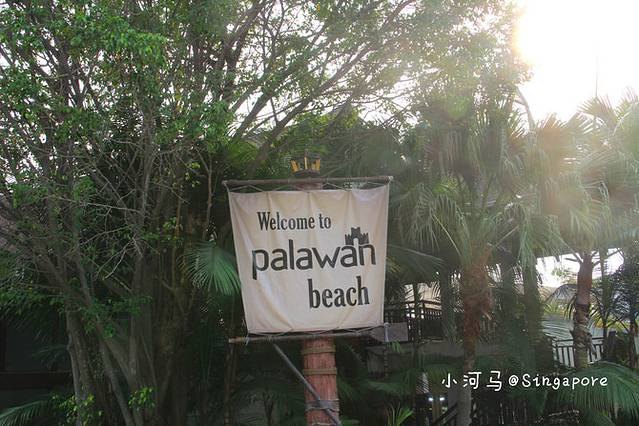 Welcome to
palawan
beach
小河马@Singapore